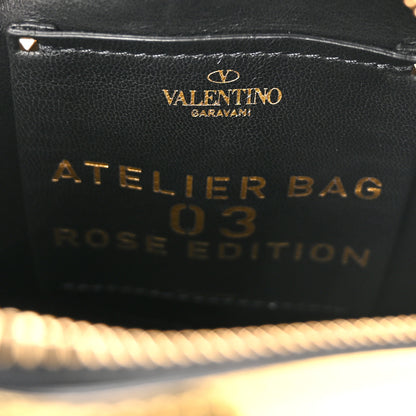 VALENTINO
GARAVANI
ATELIER BAG
03
ROSE EDITION